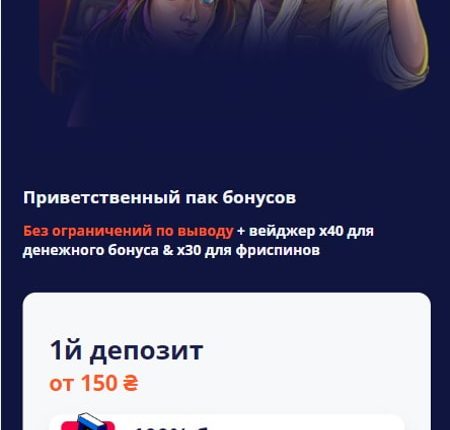 Приветственный пак бонусов
Без ограничений по выводу + вейджер x40 для
денежного бонуса & x30 для фриспинов
1й депозит
от 150 ₴